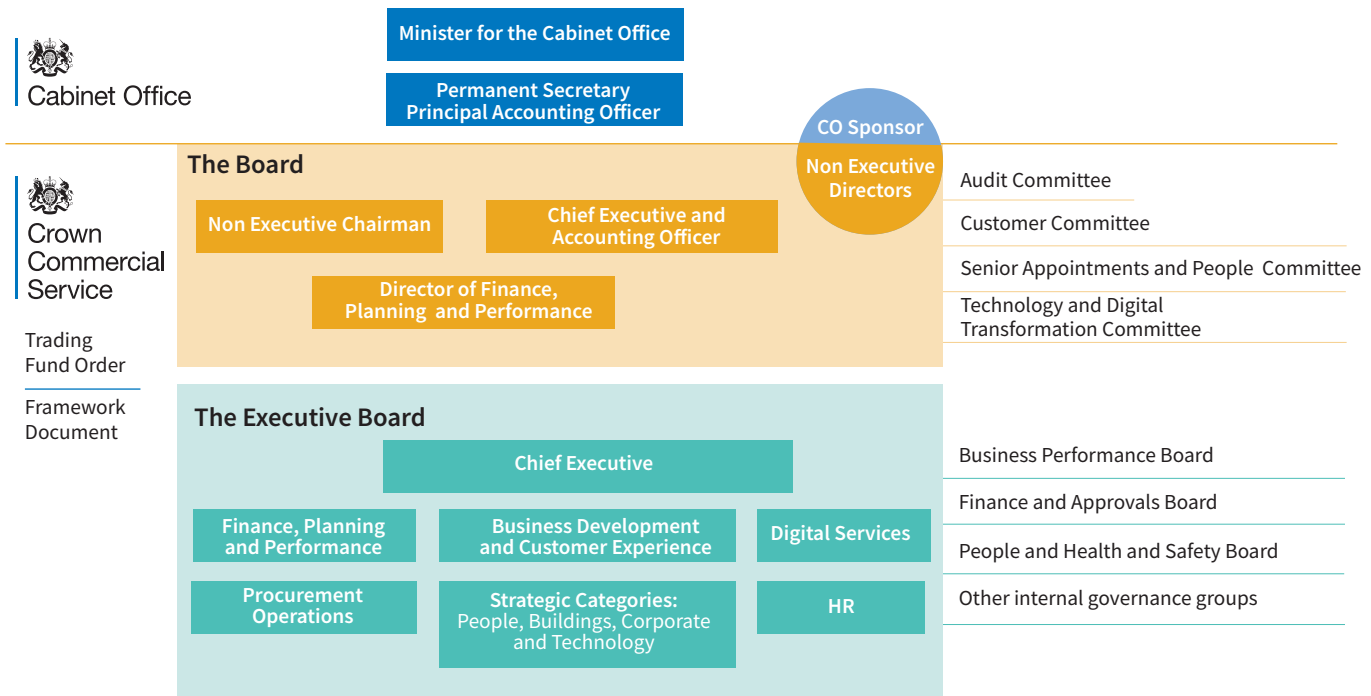 Cabinet Office
Minister for the Cabinet Office
Permanent Secretary
Principal Accounting Officer
CO Sponsor
Non Executive
Directors
Crown
Commercial
Service
Trading
Fund Order
Framework
Document
The Board
Non Executive Chairman
Chief Executive and
Accounting Officer
Director of Finance,
Planning and Performance
Audit Committee
Customer Committee
Senior Appointments and People Committee
Technology and Digital
Transformation Committee
The Executive Board
Chief Executive
Finance, Planning
and Performance
Business Development
and Customer Experience
Digital Services
Procurement
Operations
Strategic Categories:
People, Buildings, Corporate
and Technology
HR
Business Performance Board
Finance and Approvals Board
People and Health and Safety Board
Other internal governance groups